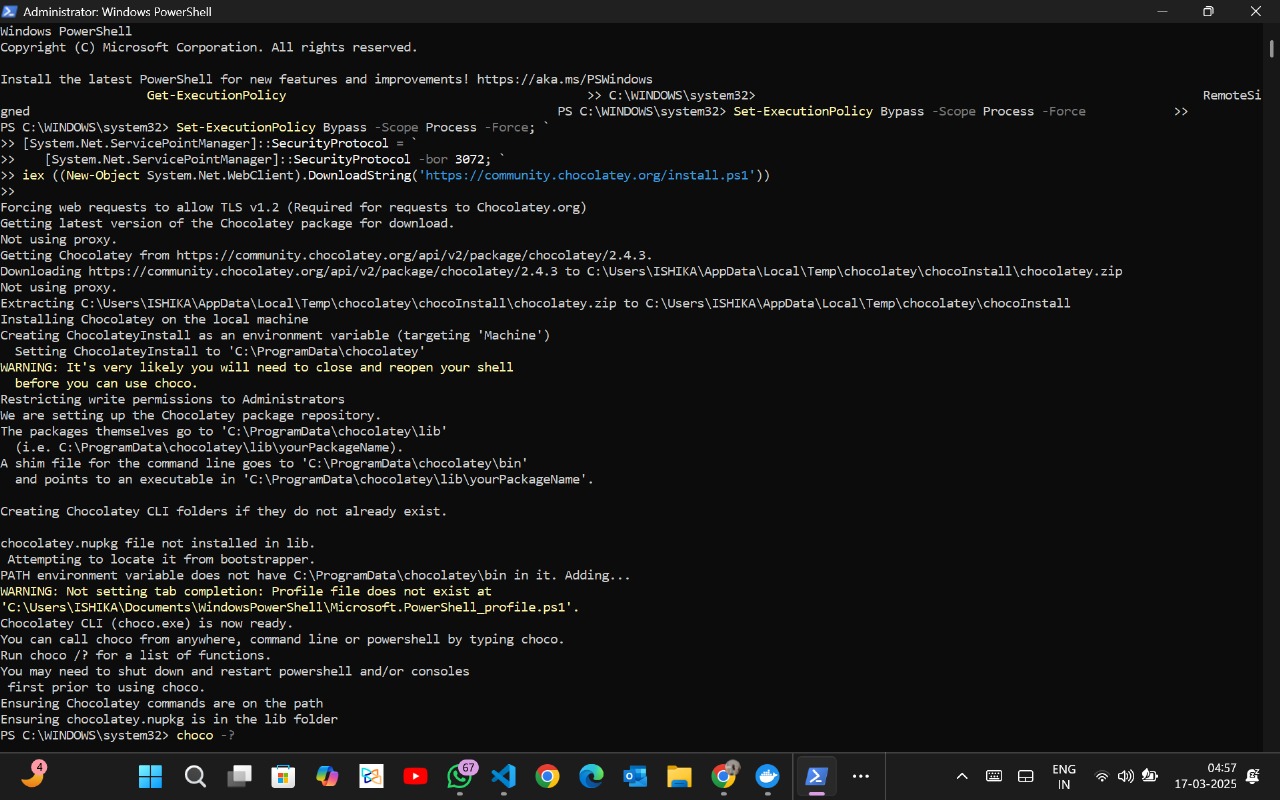 Administrator: Windows PowerShell
Windows PowerShell
Copyright (C) Microsoft Corporation. All rights reserved.
Install the latest PowerShell for new features and improvements! https://aka.ms/PSWindows
Get-ExecutionPolicy >> C:\WINDOWS\system32> RemoteSi
gned PS C:\WINDOWS\system32> Set-ExecutionPolicy Bypass -Scope Process -Force >>
PS C:\WINDOWS\system32> Set-ExecutionPolicy Bypass -Scope Process -Force; `
>> [System.Net.ServicePointManager]::SecurityProtocol = `
>> [System.Net.ServicePointManager]::SecurityProtocol -bor 3072; `
>> iex ((New-Object System.Net.WebClient).DownloadString('https://community.chocolatey.org/install.ps1'))
>>
Forcing web requests to allow TLS v1.2 (Required for requests to Chocolatey.org)
Getting latest version of the Chocolatey package for download.
Not using proxy.
Getting Chocolatey from https://community.chocolatey.org/api/v2/package/chocolatey/2.4.3.
Downloading https://community.chocolatey.org/api/v2/package/chocolatey/2.4.3 to C:\Users\ISHIKA\AppData\Local\Temp\chocolatey\chocoInstall\chocolatey.zip
Not using proxy.
Extracting C:\Users\ISHIKA\AppData\Local\Temp\chocolatey\chocoInstall\chocolatey.zip to C:\Users\ISHIKA\AppData\Local\Temp\chocolatey\chocoInstall
Installing Chocolatey on the local machine
Creating ChocolateyInstall as an environment variable (targeting 'Machine')
Setting ChocolateyInstall to 'C:\ProgramData\chocolatey'
WARNING: It's very likely you will need to close and reopen your shell
before you can use choco.
Restricting write permissions to Administrators
We are setting up the Chocolatey package repository.
The packages themselves go to 'C:\ProgramData\chocolatey\lib'
(i.e. C:\ProgramData\chocolatey\lib\yourPackageName).
A shim file for the command line goes to 'C:\ProgramData\chocolatey\bin'
and points to an executable in 'C:\ProgramData\chocolatey\lib\yourPackageName'.
Creating Chocolatey CLI folders if they do not already exist.
chocolatey.nupkg file not installed in lib.
Attempting to locate it from bootstrapper.
PATH environment variable does not have C:\ProgramData\chocolatey\bin in it. Adding...
WARNING: Not setting tab completion: Profile file does not exist at
'C:\Users\ISHIKA\Documents\WindowsPowerShell\Microsoft.PowerShell_profile.ps1'.
Chocolatey CLI (choco.exe) is now ready.
You can call choco from anywhere, command line or powershell by typing choco.
Run choco /? for a list of functions.
You may need to shut down and restart powershell and/or consoles
first prior to using choco.
Ensuring Chocolatey commands are on the path
Ensuring chocolatey.nupkg is in the lib folder
PS C:\WINDOWS\system32> choco -?
4
67
ENG
IN
04:57
17-03-2025